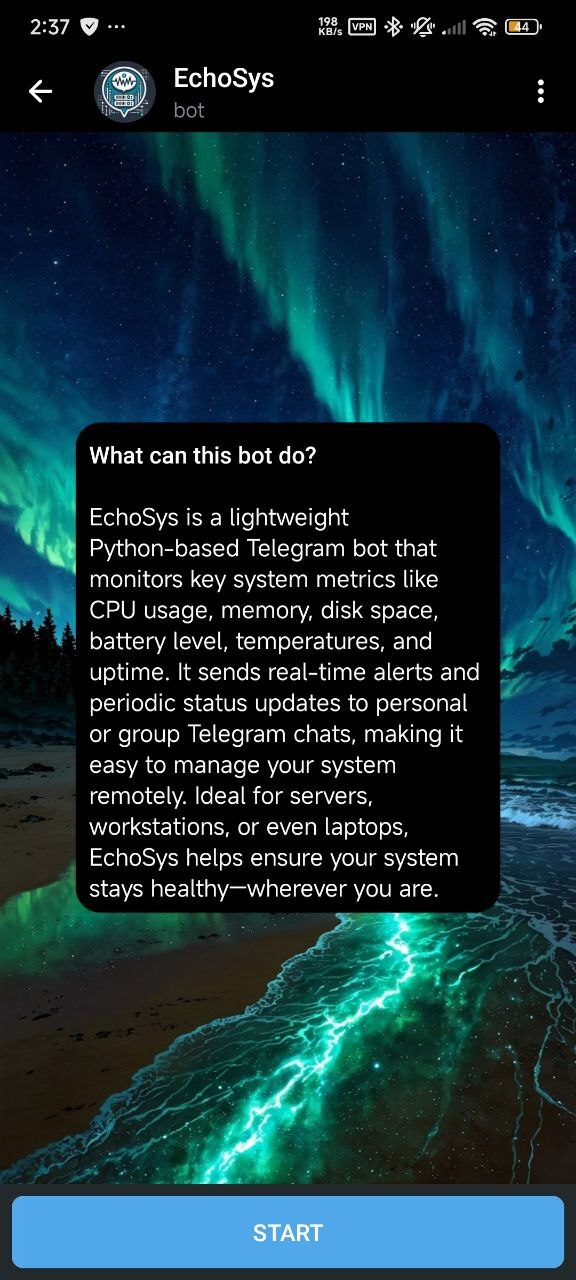 2:37 ... 198 KB/s VPN 44
EchoSys
bot
What can this bot do?
EchoSys is a lightweight
Python-based Telegram bot that
monitors key system metrics like
CPU usage, memory, disk space,
battery level, temperatures, and
uptime. It sends real-time alerts and
periodic status updates to personal
or group Telegram chats, making it
easy to manage your system
remotely. Ideal for servers,
workstations, or even laptops,
EchoSys helps ensure your system
stays healthy—wherever you are.
START